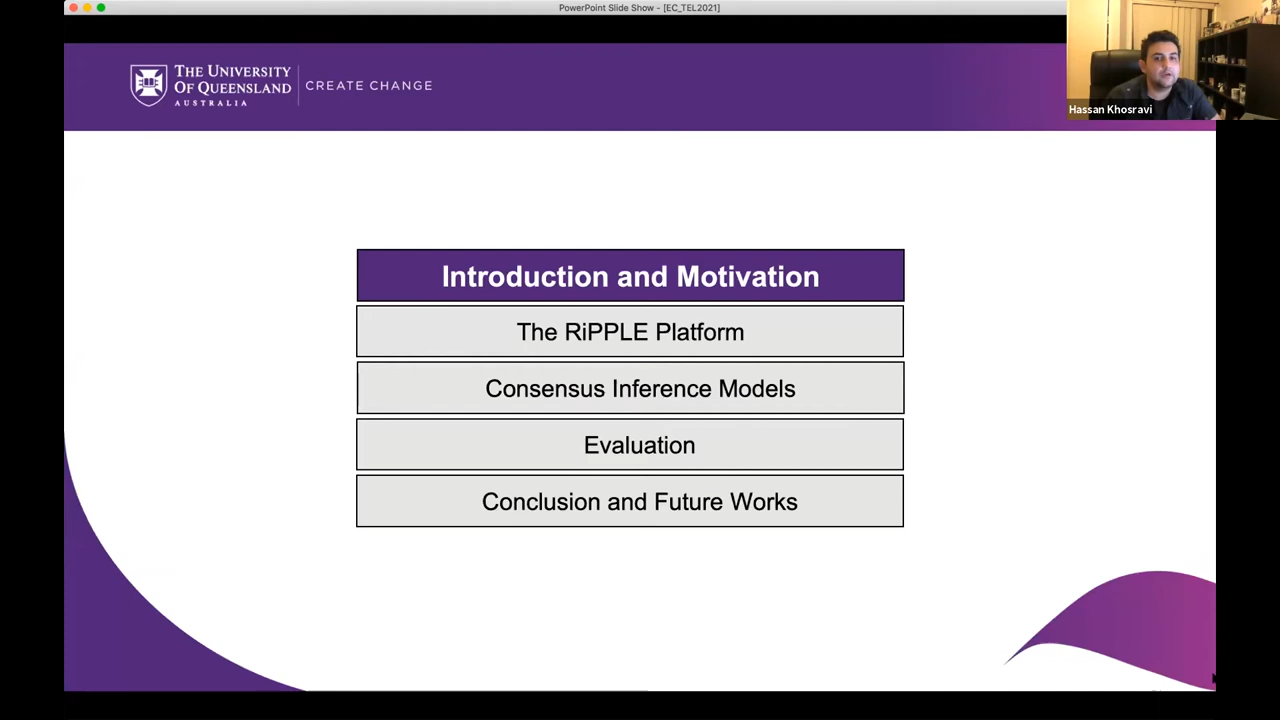 PowerPoint Slide Show - [EC_TEL2021]
THE UNIVERSITY
OF QUEENSLAND
AUSTRALIA
CREATE CHANGE
Hassan Khosravi
Introduction and Motivation
The RiPPLE Platform
Consensus Inference Models
Evaluation
Conclusion and Future Works